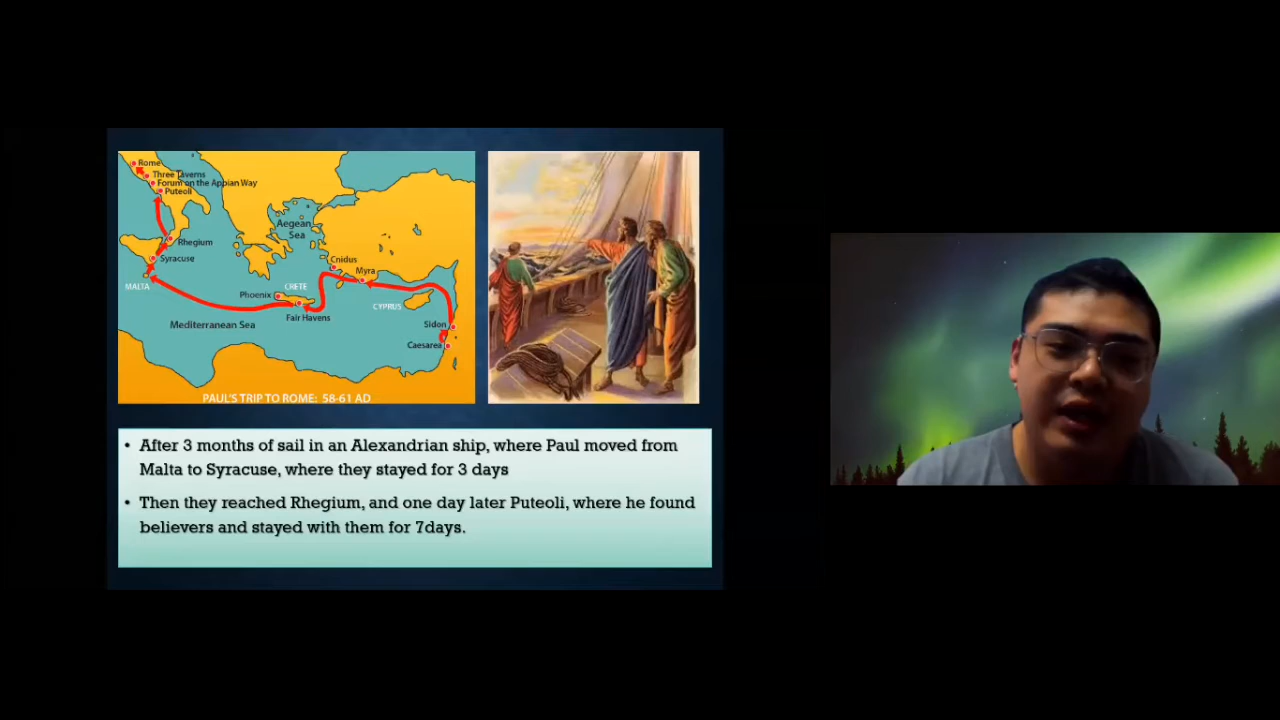 Rome
Three Taverns
Forum on the Appian Way
Puteoli
Aegean
Sea
Rhegium
Syracuse
Cnidus
Myra
MALTA
CRETE
Phoenix
CYPRUS
Fair Havens
Mediterranean Sea
Sidon
Caesarea
PAUL'S TRIP TO ROME: 58-61 AD
• After 3 months of sail in an Alexandrian ship, where Paul moved from
Malta to Syracuse, where they stayed for 3 days
• Then they reached Rhegium, and one day later Puteoli, where he found
believers and stayed with them for 7days.